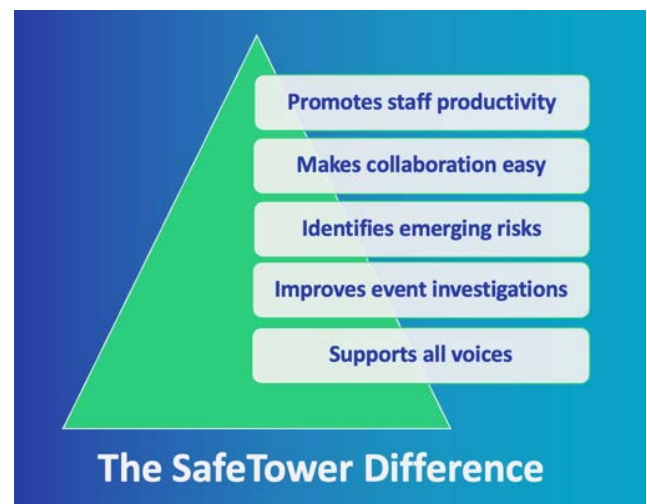 Promotes staff productivity
Makes collaboration easy
Identifies emerging risks
Improves event investigations
Supports all voices
The SafeTower Difference